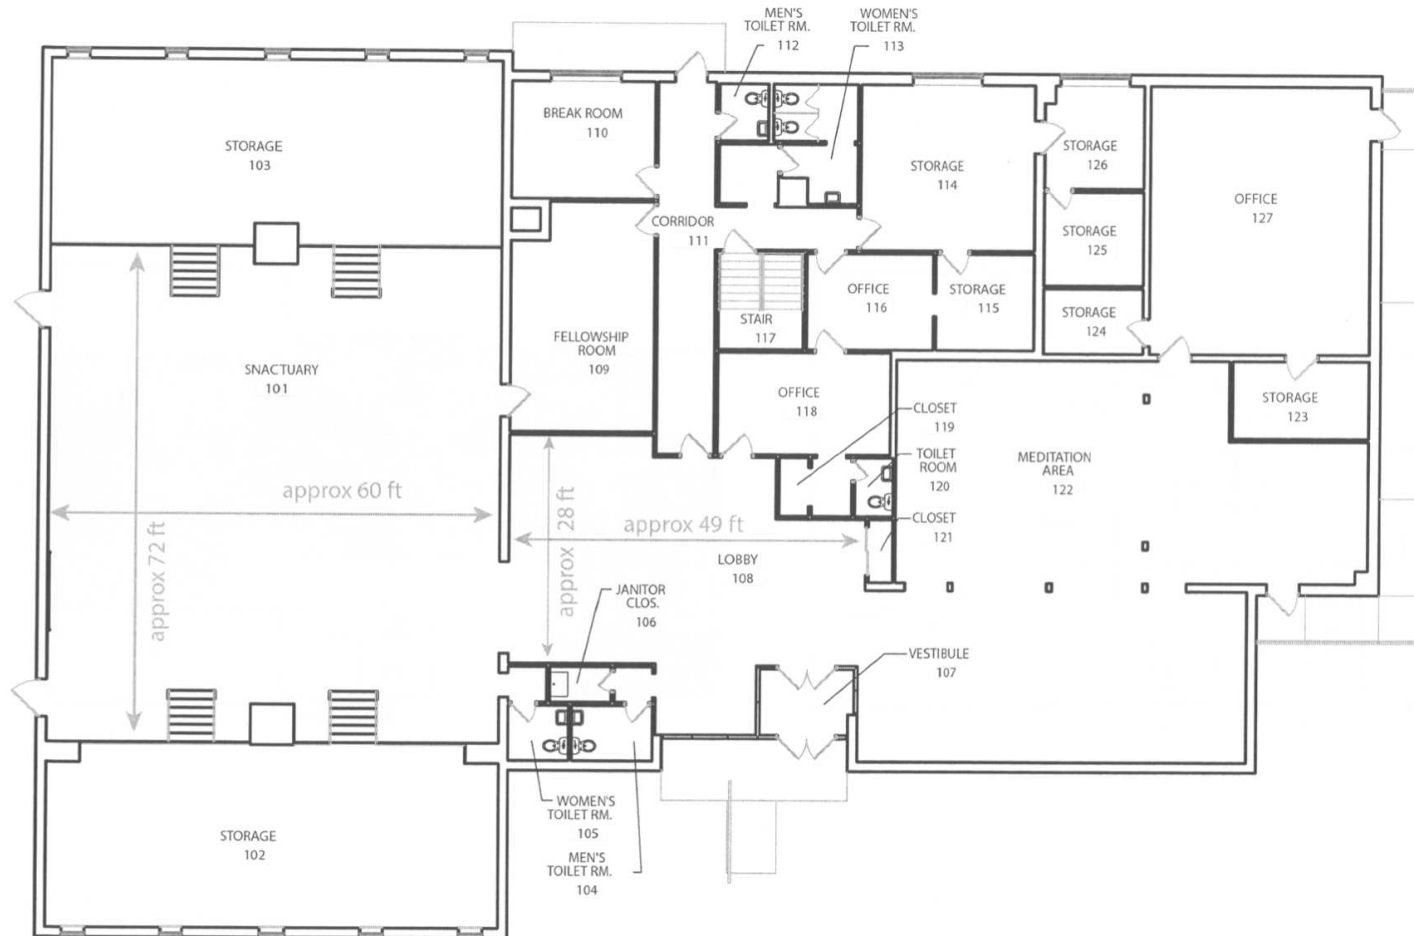 MEN'S
TOILET RM.
112
WOMEN'S
TOILET RM.
113
BREAK ROOM
110
STORAGE
103
STORAGE
114
STORAGE
126
OFFICE
127
CORRIDOR
111
STORAGE
125
OFFICE
116
STORAGE
115
STORAGE
124
STAIR
117
FELLOWSHIP
ROOM
109
SNACTUARY
101
OFFICE
118
STORAGE
123
CLOSET
119
TOILET
ROOM
120
MEDITATION
AREA
122
approx 60 ft
approx 72 ft
approx 28 ft
approx 49 ft
CLOSET
121
LOBBY
108
JANITOR
CLOS.
106
VESTIBULE
107
WOMEN'S
TOILET RM.
105
MEN'S
TOILET RM.
104
STORAGE
102